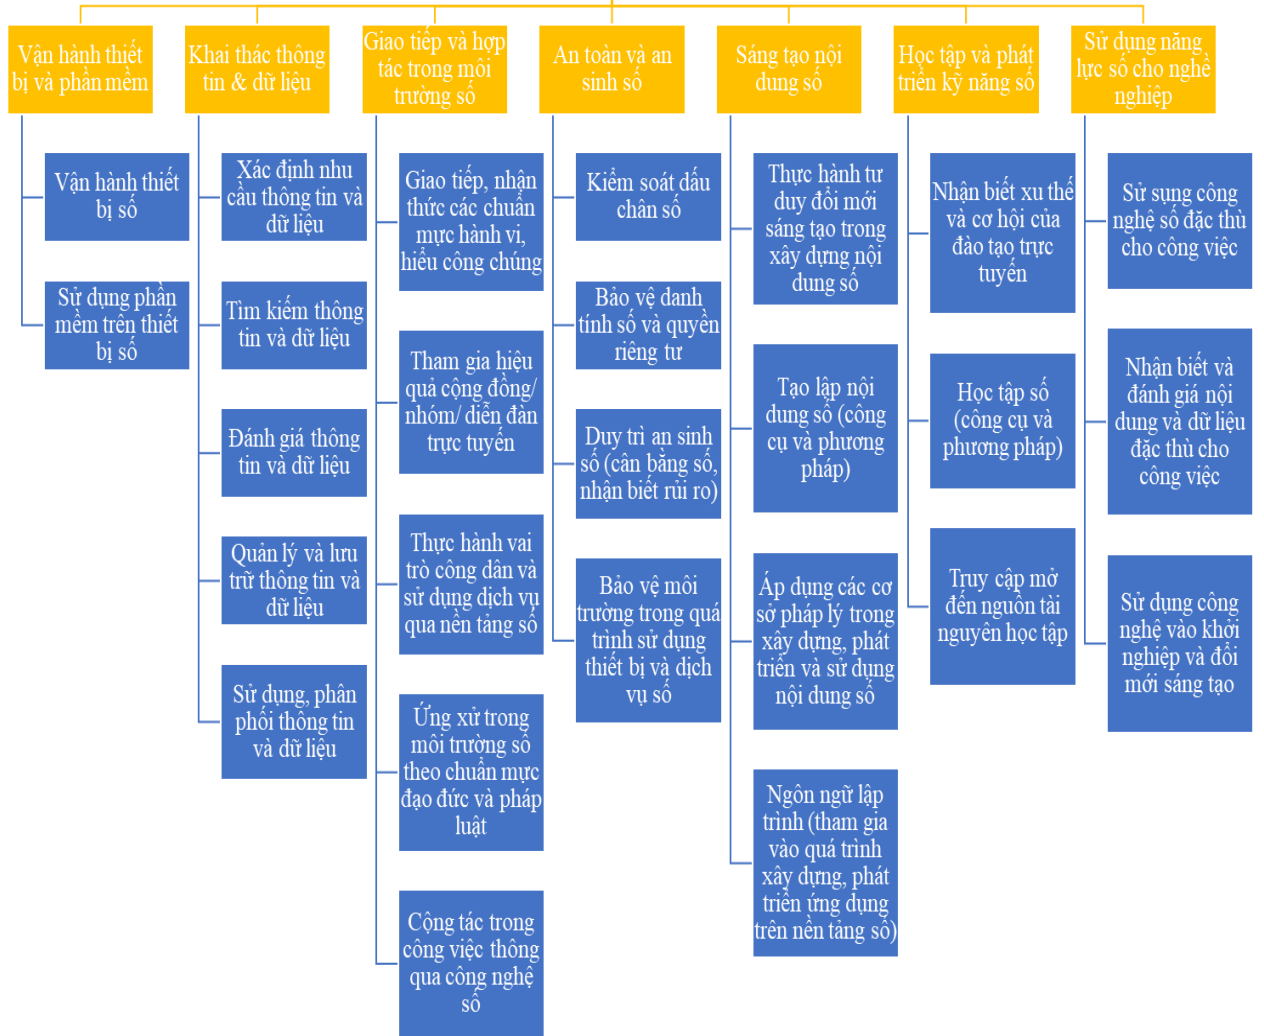 Vận hành thiết
bị và phần mềm
Vận hành thiết
bị số
Sử dụng phần
mềm trên thiết
bị số
Khai thác thông
tin & dữ liệu
Xác định nhu
cầu thông tin và
dữ liệu
Tìm kiếm thông
tin và dữ liệu
Đánh giá thông
tin và dữ liệu
Quản lý và lưu
trữ thông tin và
dữ liệu
Sử dụng, phân
phối thông tin
và dữ liệu
Giao tiếp và hợp
tác trong môi
trường số
Giao tiếp, nhận
thức các chuẩn
mực hành vi,
hiểu công chúng
Tham gia hiệu
quả cộng đồng/
nhóm/ diễn đàn
trực tuyến
Thực hành vai
trò công dân và
sử dụng dịch vụ
qua nền tảng số
Ứng xử trong
môi trường số
theo chuẩn mực
đạo đức và pháp
luật
Cộng tác trong
công việc thông
qua công nghệ
số
An toàn và an
sinh số
Kiểm soát dấu
chân số
Bảo vệ danh
tính số và quyền
riêng tư
Duy trì an sinh
số (cân bằng số,
nhận biết rủi ro)
Bảo vệ môi
trường trong quá
trình sử dụng
thiết bị và dịch
vụ số
Sáng tạo nội
dung số
Thực hành tư
duy đổi mới
sáng tạo trong
xây dựng nội
dung số
Tạo lập nội
dung số (công
cụ và phương
pháp)
Áp dụng các cơ
sở pháp lý trong
xây dựng, phát
triển và sử dụng
nội dung số
Ngôn ngữ lập
trình (tham gia
vào quá trình
xây dựng, phát
triển ứng dụng
trên nền tảng số)
Học tập và phát
triển kỹ năng số
Nhận biết xu thế
và cơ hội của
đào tạo trực
tuyến
Học tập số
(công cụ và
phương pháp)
Truy cập mở
đến nguồn tài
nguyên học tập
Sử dụng năng
lực số cho nghề
nghiệp
Sử sụng công
nghệ số đặc thù
cho công việc
Nhận biết và
đánh giá nội
dung và dữ liệu
đặc thù cho
công việc
Sử dụng công
nghệ vào khởi
nghiệp và đổi
mới sáng tạo